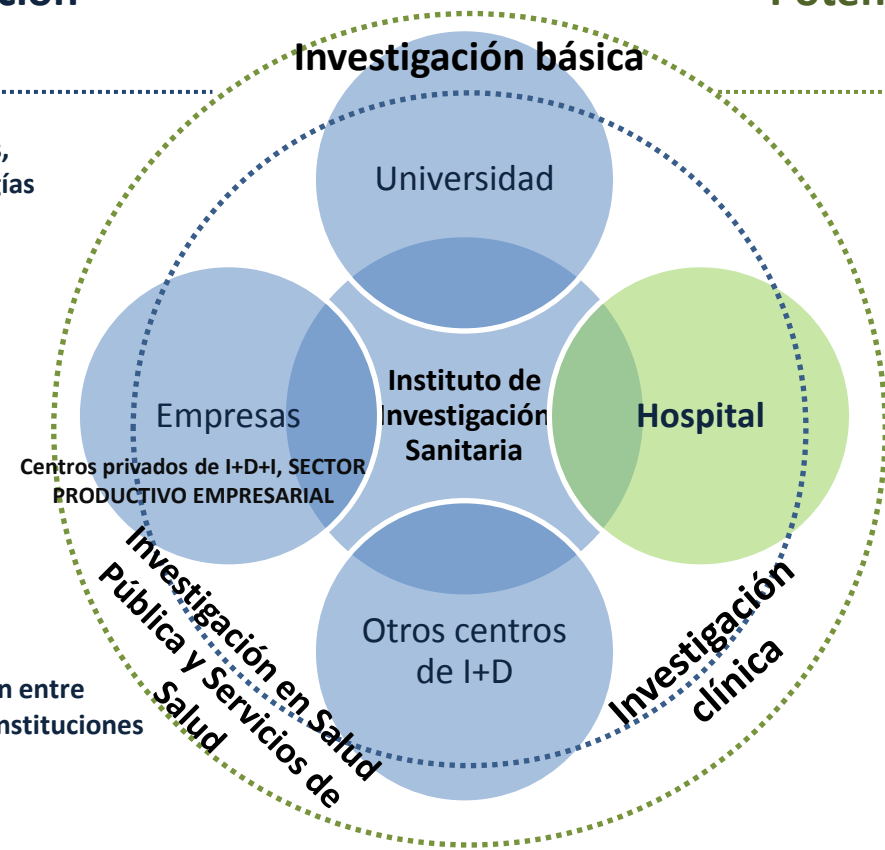 Investigación básica
Universidad
Instituto de
Investigación
Sanitaria
Empresas
Centros privados de I+D+I, SECTOR
PRODUCTIVO EMPRESARIAL
Hospital
Otros centros
de I+D
Investigación en Salud
Pública y Servicios de
Salud
Investigación
clínica
n entre
nstituciones